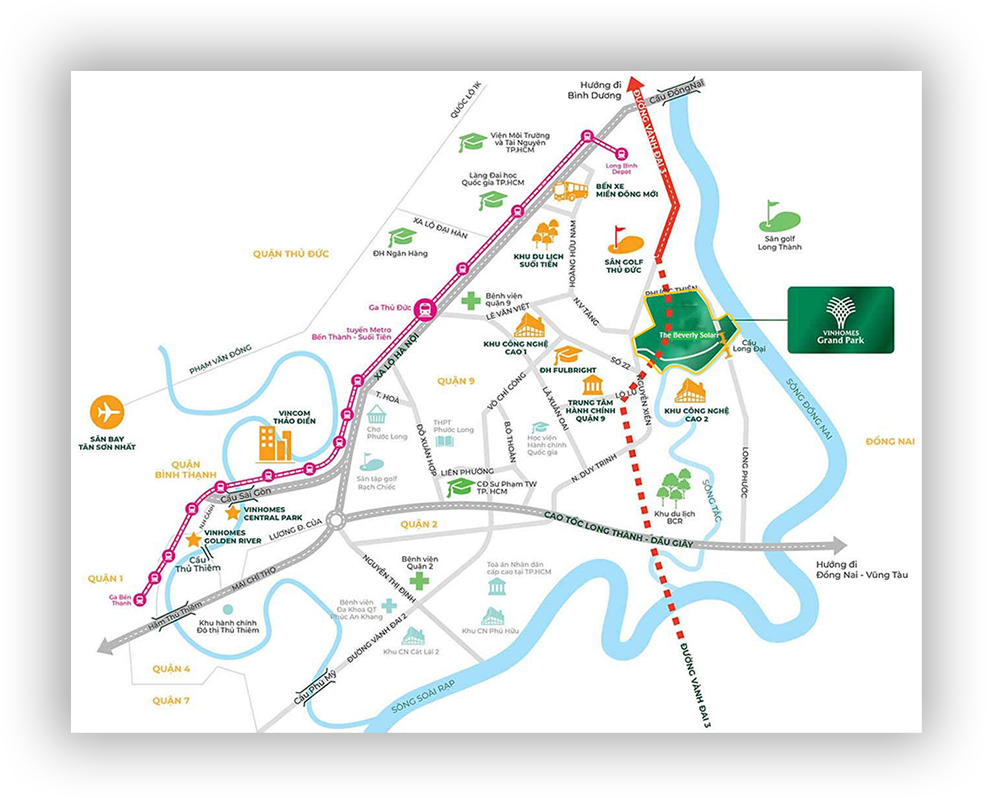 Hướng đi
Bình Dương
Cầu Đồng Nai
QUỐC LỘ 1K
ĐƯỜNG VÀNH ĐAI 3
Viện Môi Trường
và Tài Nguyên
TP.HCM
Long Bình
Depot
Làng Đại học
Quốc gia TP.HCM
BẾN XE
MIỀN ĐÔNG MỚI
XA LỘ ĐẠI HÀN
HOÀNG HỮU NAM
Sân golf
Long Thành
QUẬN THỦ ĐỨC
ĐH Ngân Hàng
KHU DU LỊCH
SUỐI TIÊN
SÂN GOLF
THỦ ĐỨC
PHƯỚC THIỆN
Ga Thủ Đức
Bệnh viện
quận 9
LÊ VĂN VIỆT
N.V TĂNG
tuyến Metro
Bến Thành - Suối Tiên
XA LỘ HÀ NỘI
KHU CÔNG NGHỆ
CAO 1
The Beverly Solari
Cầu
Long Đại
VINHOMES
Grand Park
PHẠM VĂN ĐỒNG
ĐH FULBRIGHT
SỐ 22
QUẬN 9
VÕ CHÍ CÔNG
LÃ XUÂN OAI
TRUNG TÂM
HÀNH CHÍNH
QUẬN 9
LÒ LU
NGUYỄN XIỂN
KHU CÔNG NGHỆ
CAO 2
SÔNG ĐỒNG NAI
T. HOÀ
SÂN BAY
TÂN SƠN NHẤT
VINCOM
THẢO ĐIỀN
Chợ
Phước Long
ĐỖ XUÂN HỢP
THPT
Phước Long
B.Ô THOÀN
Học viện
Hành chính
Quốc gia
ĐỒNG NAI
QUẬN
BÌNH THẠNH
Sân tập golf
Rạch Chiếc
LIÊN PHƯỜNG
N. DUY TRINH
LONG PHƯỚC
Cầu Sài Gòn
CĐ Sư Phạm TW
TP. HCM
Khu du lịch
BCR
SÔNG TẮC
N.H CẢNH
VINHOMES
CENTRAL PARK
VINHOMES
GOLDEN RIVER
LƯƠNG Đ. CỦA
QUẬN 2
CAO TỐC LONG THÀNH - DẦU GIÂY
Cầu
Thủ Thiêm
Hướng đi
Đồng Nai - Vũng Tàu
QUẬN 1
Ga Bến
Thành
MAI CHÍ THỌ
NGUYỄN THỊ ĐỊNH
Bệnh viện
Quận 2
Toà án Nhân dân
cấp cao tại TP.HCM
Hầm Thủ Thiêm
Khu hành chính
Đô thị Thủ Thiêm
Bệnh viện
Đa Khoa QT
Phúc An Khang
Khu CN Phú Hữu
Khu CN Cát Lái 2
ĐƯỜNG VÀNH ĐAI 2
QUẬN 4
QUẬN 7
Cầu Phú Mỹ
SÔNG SOÀI RẠP
ĐƯỜNG VÀNH ĐAI 3